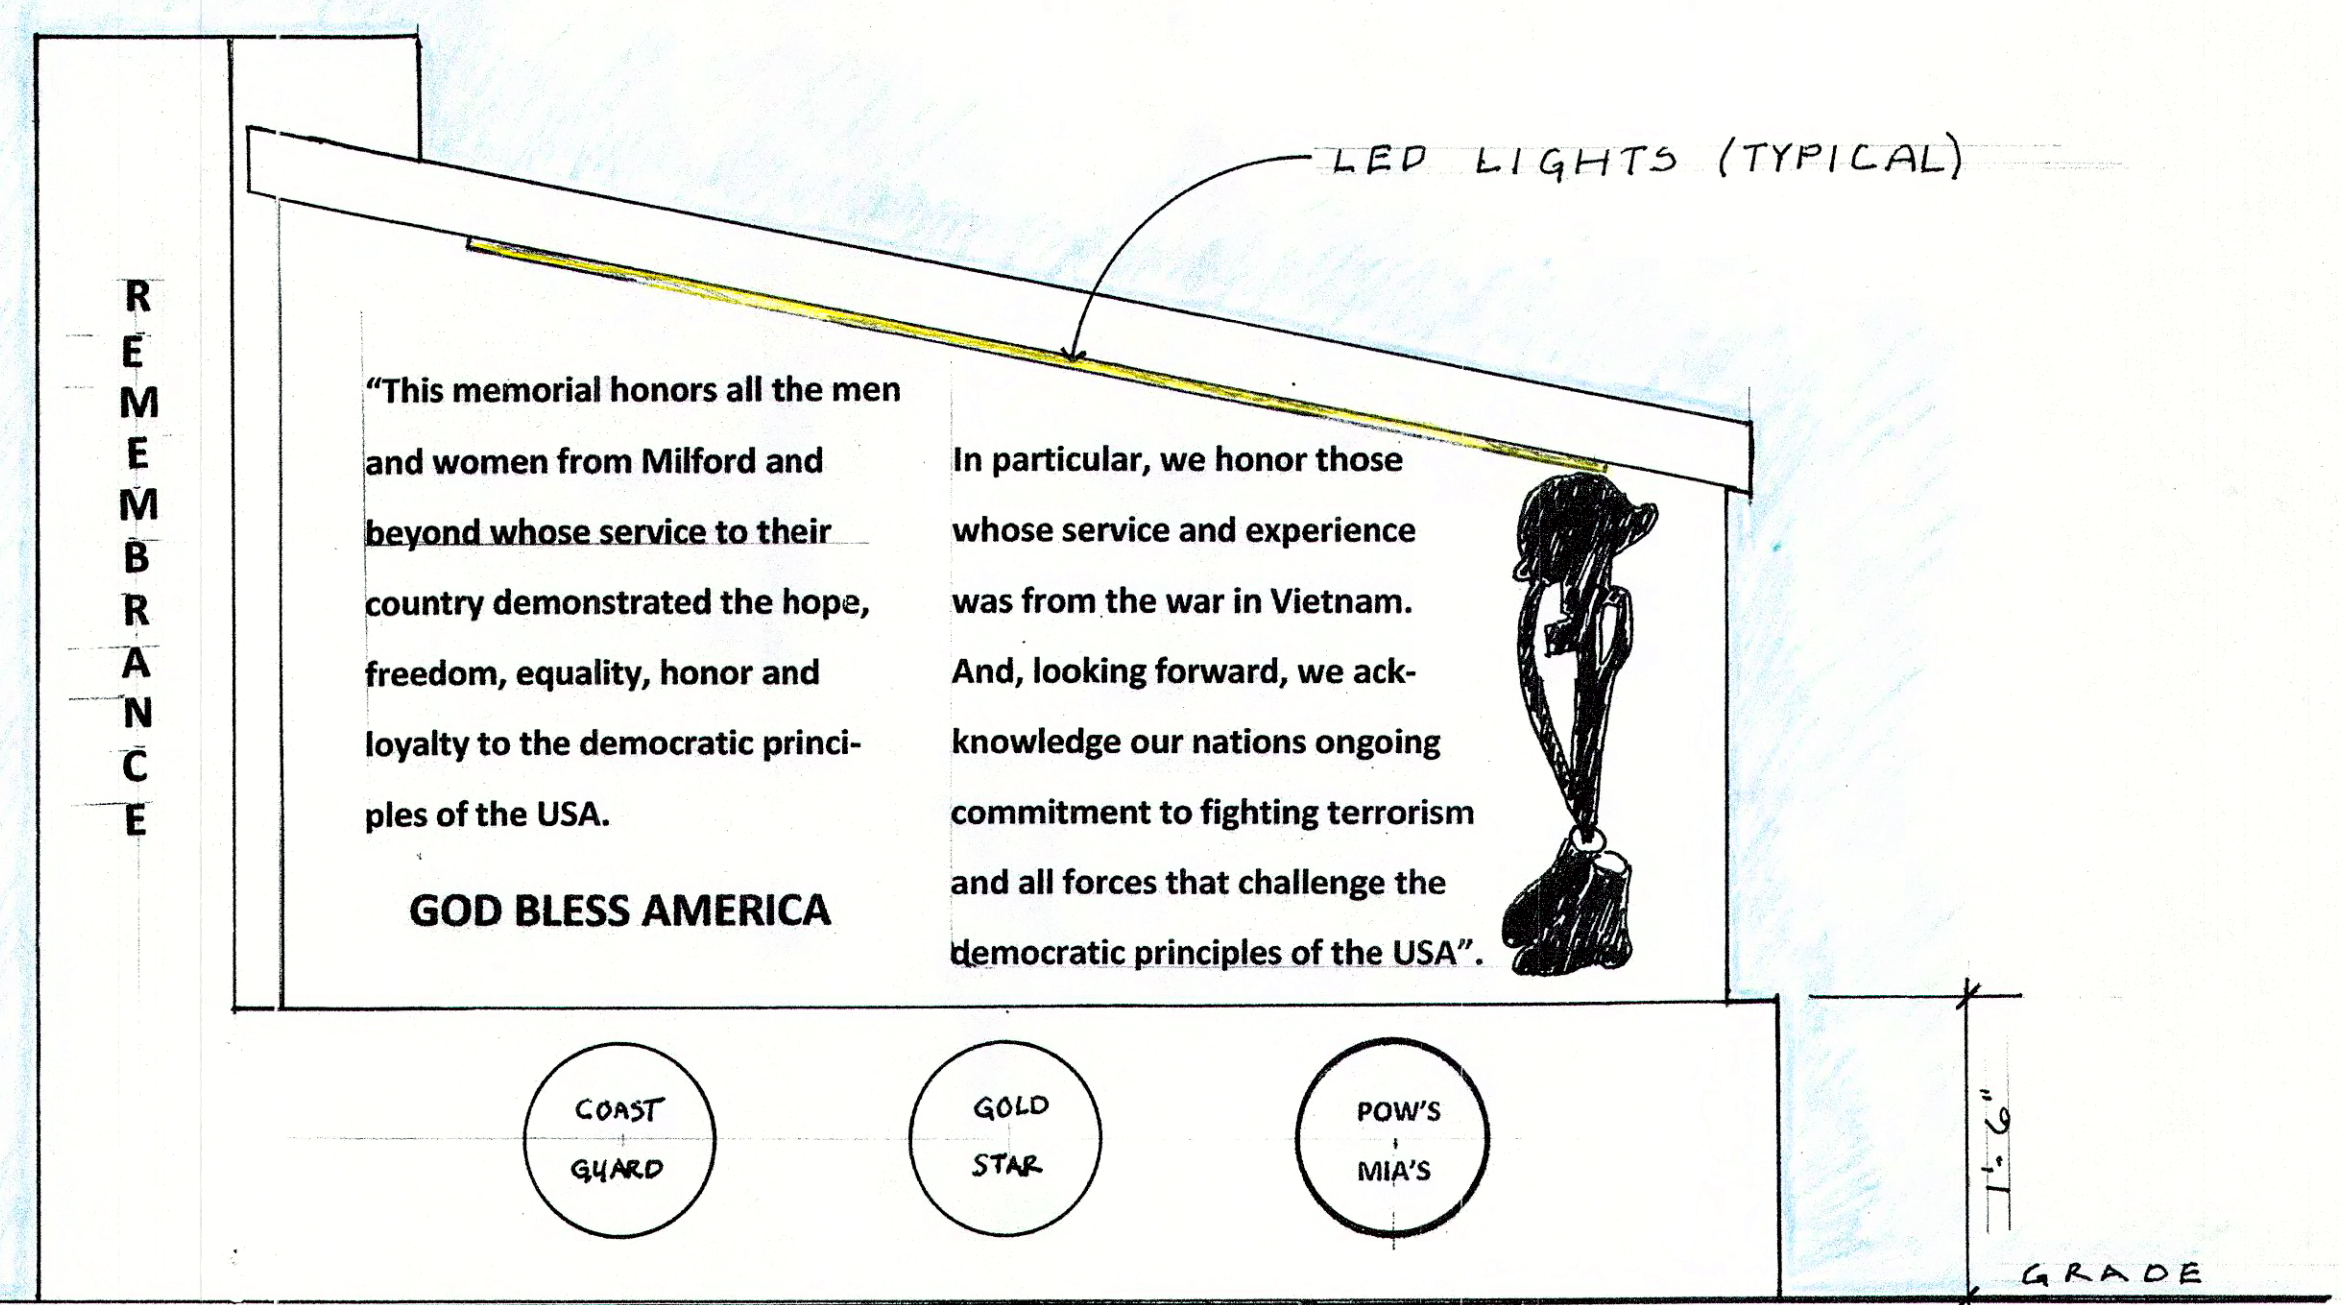 LED LIGHTS (TYPICAL)
REMEMBRANCE
“This memorial honors all the men
and women from Milford and
beyond whose service to their
country demonstrated the hope,
freedom, equality, honor and
loyalty to the democratic princi-
ples of the USA.
GOD BLESS AMERICA
In particular, we honor those
whose service and experience
was from the war in Vietnam.
And, looking forward, we ack-
knowledge our nations ongoing
commitment to fighting terrorism
and all forces that challenge the
democratic principles of the USA”.
COAST
GUARD
GOLD
STAR
POW'S
MIA'S
1'-6"
GRADE